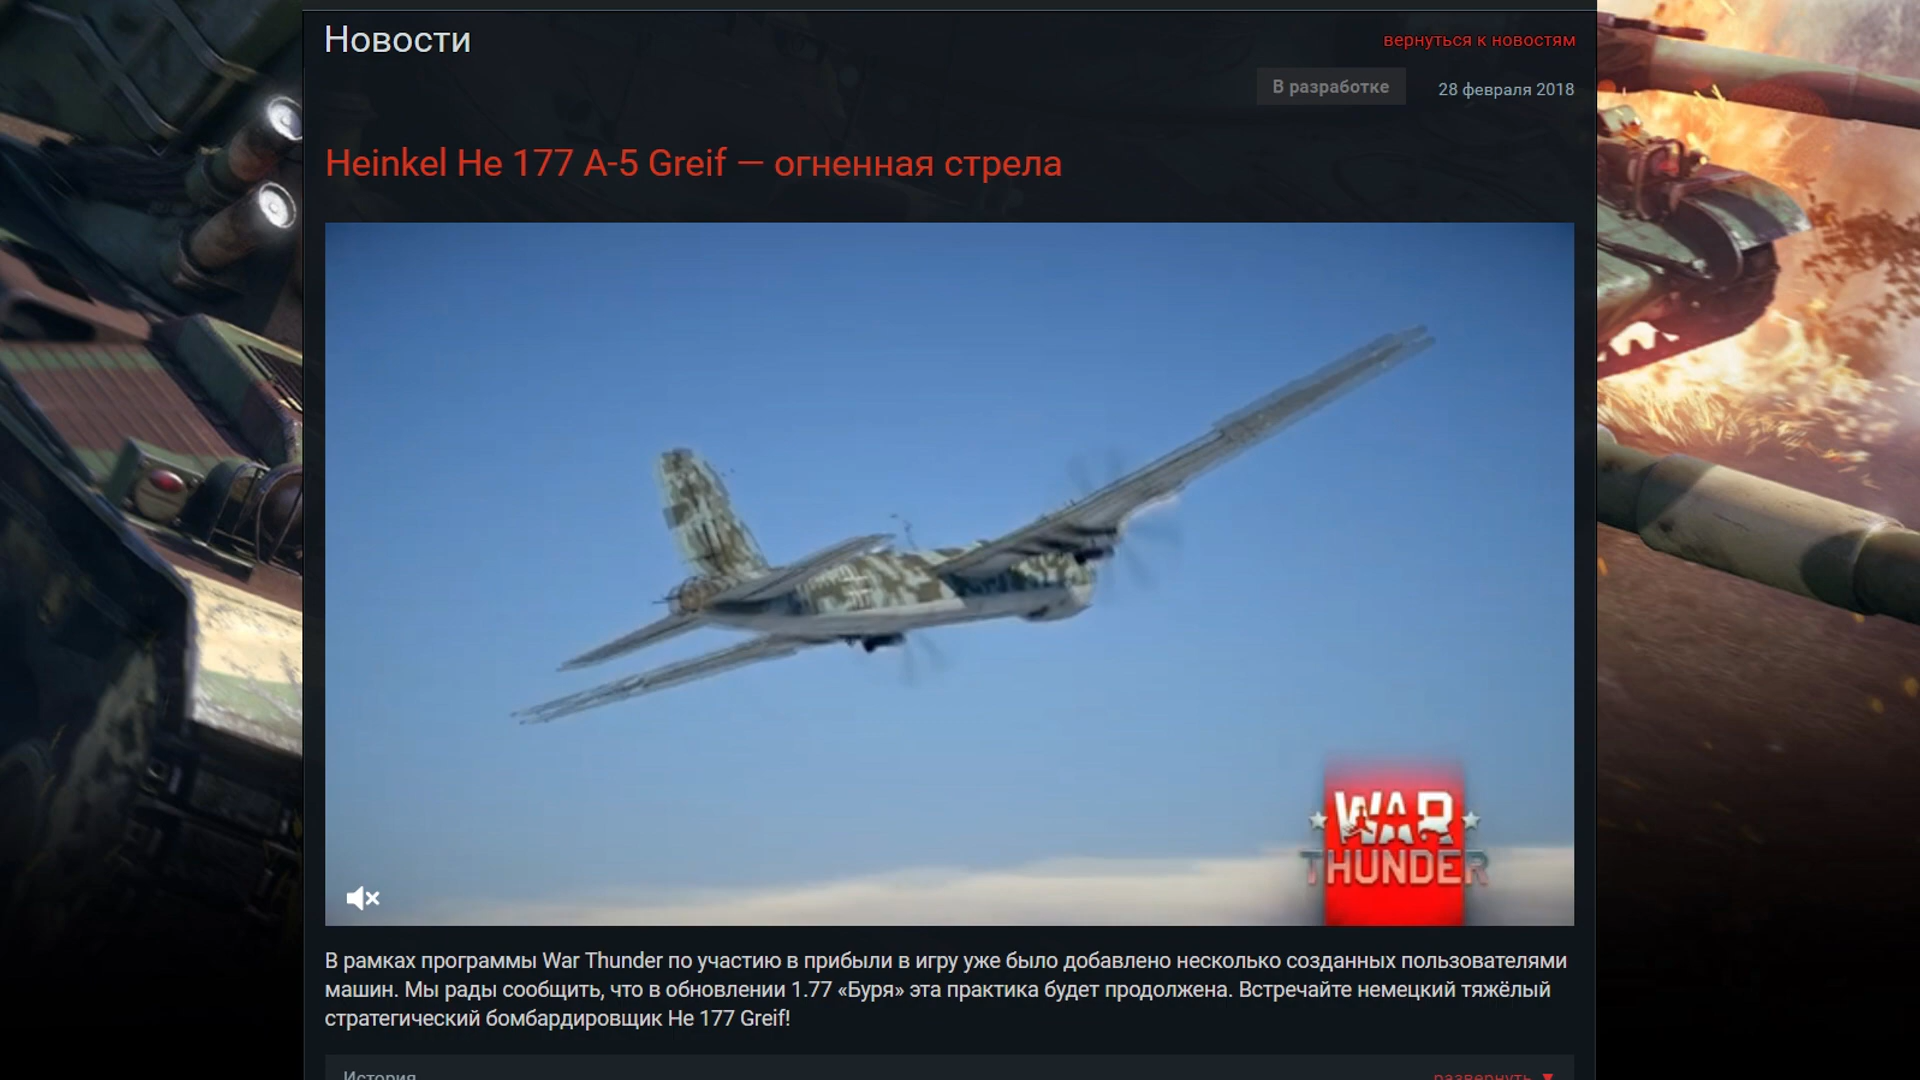 Новости
вернуться к новостям
В разработке
28 февраля 2018
Heinkel He 177 A-5 Greif — огненная стрела
WAR
THUNDER
В рамках программы War Thunder по участию в прибыли в игру уже было добавлено несколько созданных пользователями
машин. Мы рады сообщить, что в обновлении 1.77 «Буря» эта практика будет продолжена. Встречайте немецкий тяжёлый
стратегический бомбардировщик He 177 Greif!
История
развернуть ▼